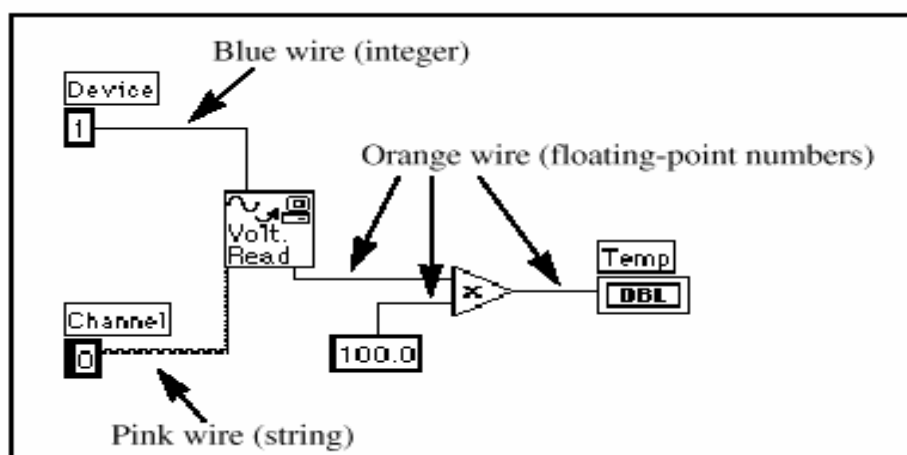 Blue wire (integer)
Device
1
Orange wire (floating-point numbers)
Volt.
Read
Temp
x
DBL
Channel
0
100.0
Pink wire (string)